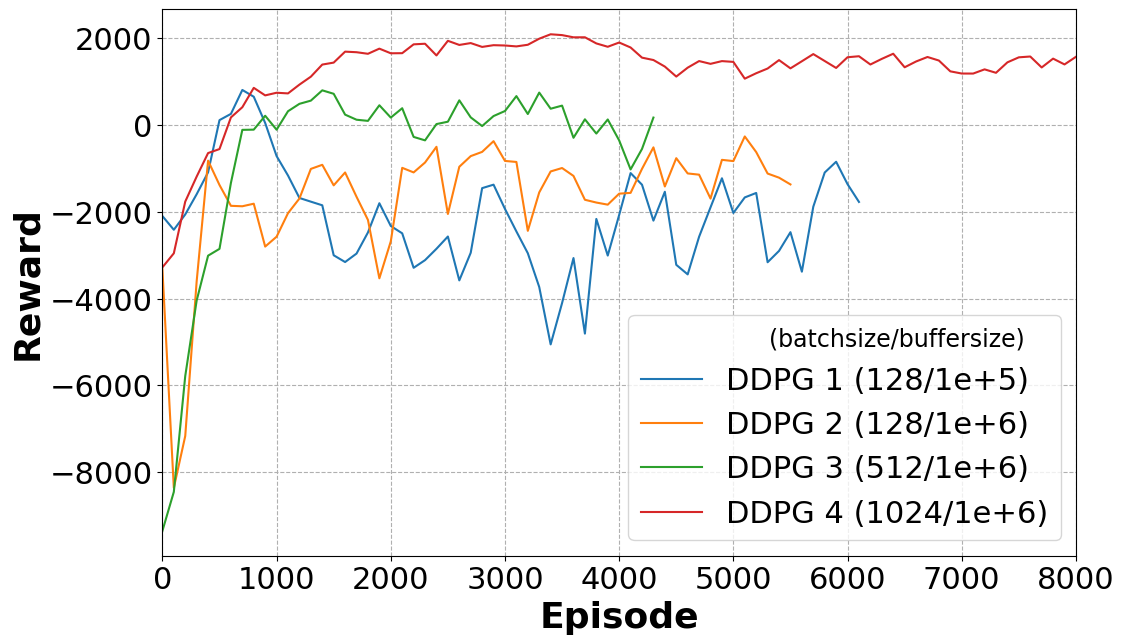 2000
0
−2000
−4000
−6000
−8000
Reward
0 1000 2000 3000 4000 5000 6000 7000 8000
Episode
(batchsize/buffersize)
DDPG 1 (128/1e+5)
DDPG 2 (128/1e+6)
DDPG 3 (512/1e+6)
DDPG 4 (1024/1e+6)